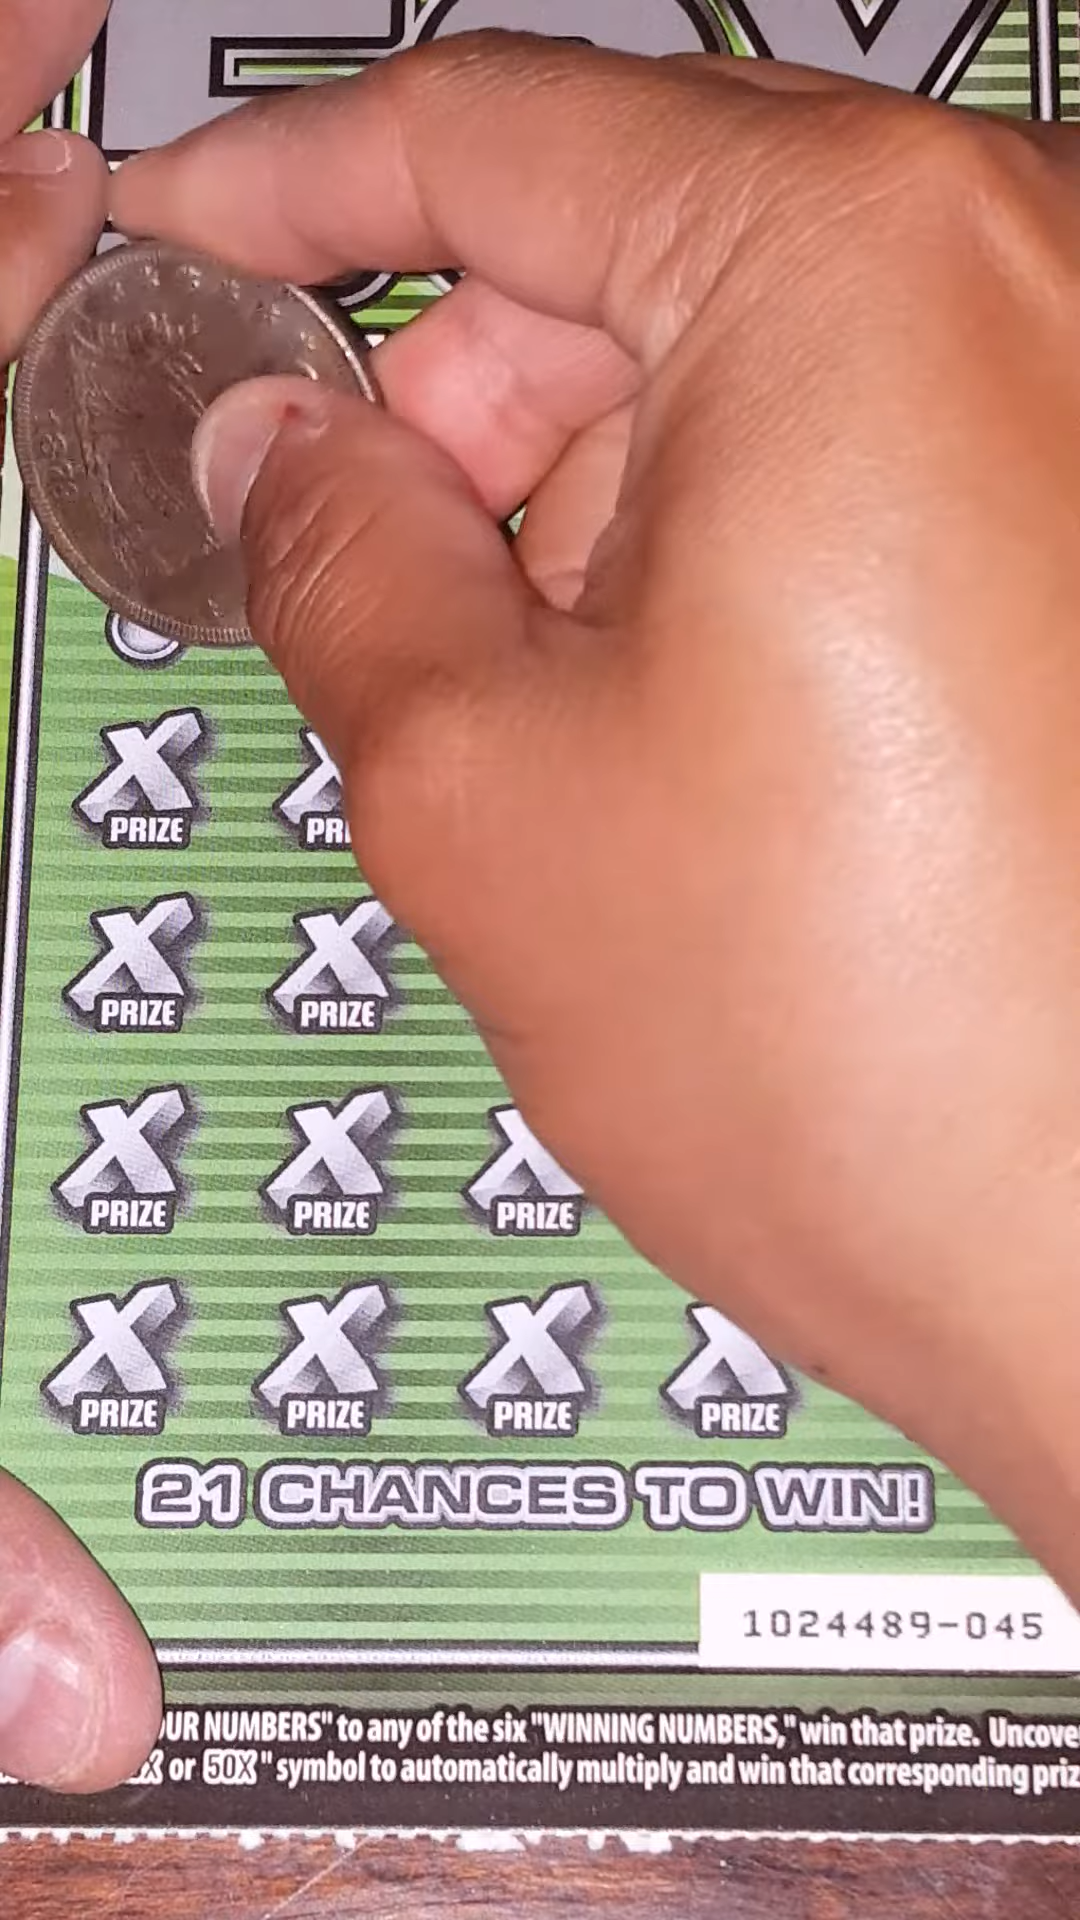 PRIZE
PRIZE PRIZE
PRIZE PRIZE PRIZE
PRIZE PRIZE PRIZE PRIZE
21 CHANCES TO WIN!
1024489-045
OUR NUMBERS" to any of the six "WINNING NUMBERS," win that prize. Uncove
X or 50X" symbol to automatically multiply and win that corresponding priz